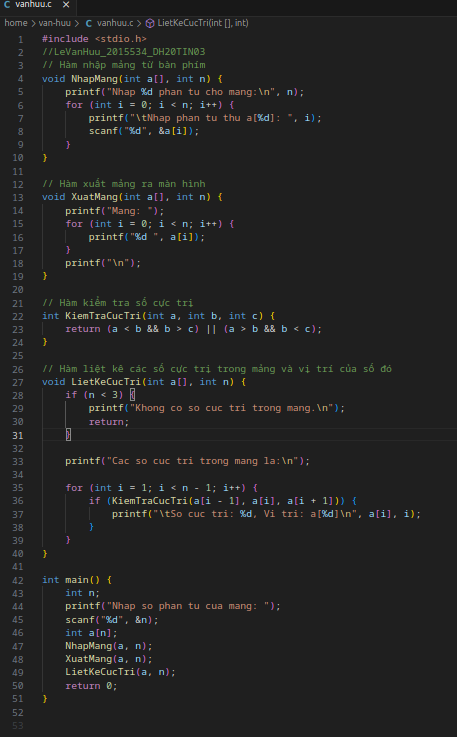 C vanhuu.c ×
home > van-huu > C vanhuu.c > LietKeCucTri(int [], int)
1 #include <stdio.h>
2 //LeVanHuu_2015534_DH20TIN03
3 // Hàm nhập mảng từ bàn phím
4 void NhapMang(int a[], int n) {
5     printf("Nhap %d phan tu cho mang:\n", n);
6     for (int i = 0; i < n; i++) {
7         printf("\tNhap phan tu thu a[%d]: ", i);
8         scanf("%d", &a[i]);
9     }
10 }
11
12 // Hàm xuất mảng ra màn hình
13 void XuatMang(int a[], int n) {
14     printf("Mang: ");
15     for (int i = 0; i < n; i++) {
16         printf("%d ", a[i]);
17     }
18     printf("\n");
19 }
20
21 // Hàm kiểm tra số cực trị
22 int KiemTraCucTri(int a, int b, int c) {
23     return (a < b && b > c) || (a > b && b < c);
24 }
25
26 // Hàm liệt kê các số cực trị trong mảng và vị trí của số đó
27 void LietKeCucTri(int a[], int n) {
28     if (n < 3) {
29         printf("Khong co so cuc tri trong mang.\n");
30         return;
31     }
32
33     printf("Cac so cuc tri trong mang la:\n");
34
35     for (int i = 1; i < n - 1; i++) {
36         if (KiemTraCucTri(a[i - 1], a[i], a[i + 1])) {
37             printf("\tSo cuc tri: %d, Vi tri: a[%d]\n", a[i], i);
38         }
39     }
40 }
41
42 int main() {
43     int n;
44     printf("Nhap so phan tu cua mang: ");
45     scanf("%d", &n);
46     int a[n];
47     NhapMang(a, n);
48     XuatMang(a, n);
49     LietKeCucTri(a, n);
50     return 0;
51 }
52
53